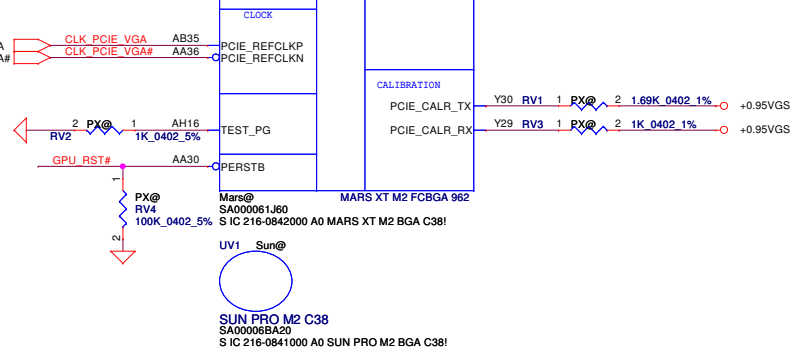 CLOCK
CLK_PCIE_VGA AB35 PCIE_REFCLKP
A#
CLK_PCIE_VGA# AA36 PCIE_REFCLKN
CALIBRATION
PCIE_CALR_TX Y30 RV1 1 PX@ 2 1.69K_0402_1% +0.95VGS
2 PX@ 1 AH16 TEST_PG
RV2 1K_0402_5%
PCIE_CALR_RX Y29 RV3 1 PX@ 2 1K_0402_1% +0.95VGS
GPU_RST# AA30 PERSTB
1
PX@
RV4
100K_0402_5%
2
Mars@ MARS XT M2 FCBGA 962
SA000061J60
S IC 216-0842000 A0 MARS XT M2 BGA C38!
UV1 Sun@
SUN PRO M2 C38
SA00006BA20
S IC 216-0841000 A0 SUN PRO M2 BGA C38!